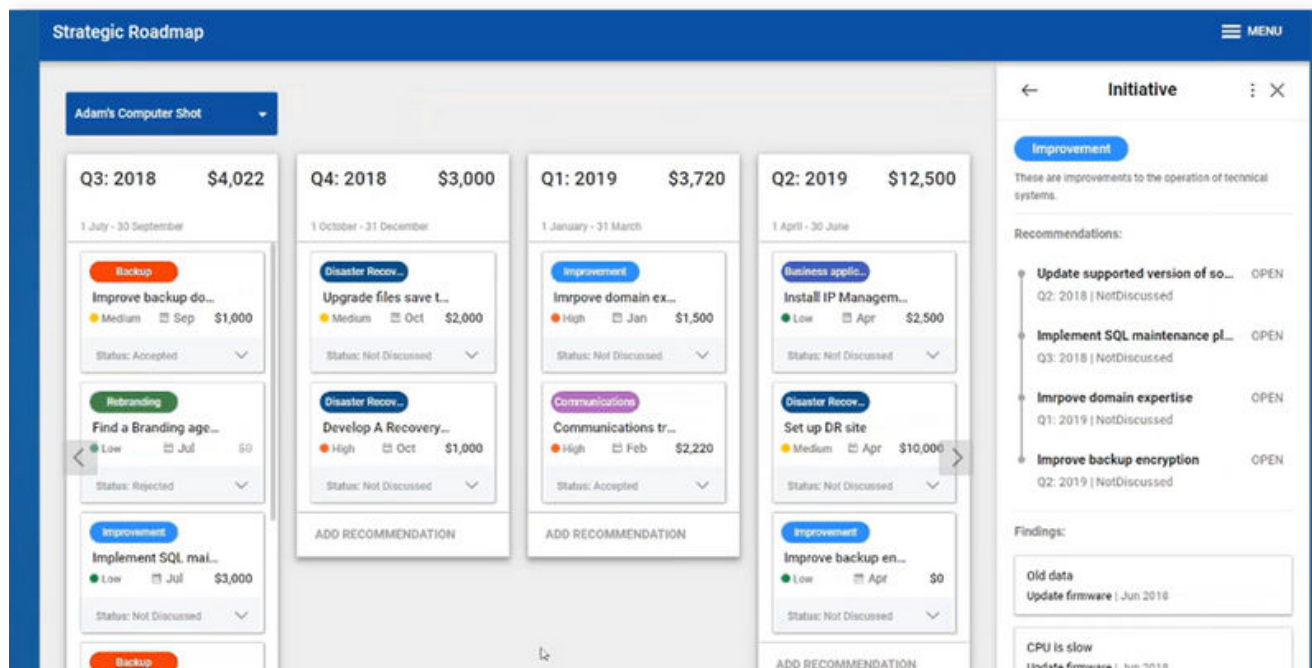 Strategic Roadmap
MENU
Adam's Computer Shot
Q3: 2018 $4,022
1 July - 30 September
Backup
Improve backup do...
Medium Sep $1,000
Status: Accepted
Rebranding
Find a Branding age...
Low Jul $0
Status: Rejected
Improvement
Implement SQL mai...
Low Jul $3,000
Status: Not Discussed
Backup
Q4: 2018 $3,000
1 October - 31 December
Disaster Recov...
Upgrade files save t...
Medium Oct $2,000
Status: Not Discussed
Disaster Recov...
Develop A Recovery...
High Oct $1,000
Status: Not Discussed
ADD RECOMMENDATION
Q1: 2019 $3,720
1 January - 31 March
Improvement
Imrpove domain ex...
High Jan $1,500
Status: Not Discussed
Communications
Communications tr...
High Feb $2,220
Status: Accepted
ADD RECOMMENDATION
Q2: 2019 $12,500
1 April - 30 June
Business applic...
Install IP Managem...
Low Apr $2,500
Status: Not Discussed
Disaster Recov...
Set up DR site
Medium Apr $10,000
Status: Not Discussed
Improvement
Improve backup en...
Low Apr $0
Status: Not Discussed
ADD RECOMMENDATION
Initiative
Improvement
These are improvements to the operation of technical
systems.
Recommendations:
Update supported version of so... OPEN
Q2: 2018 | NotDiscussed
Implement SQL maintenance pl... OPEN
Q3: 2018 | NotDiscussed
Imrpove domain expertise OPEN
Q1: 2019 | NotDiscussed
Improve backup encryption OPEN
Q2: 2019 | NotDiscussed
Findings:
Old data
Update firmware | Jun 2018
CPU is slow
Update firmware | Jun 2018